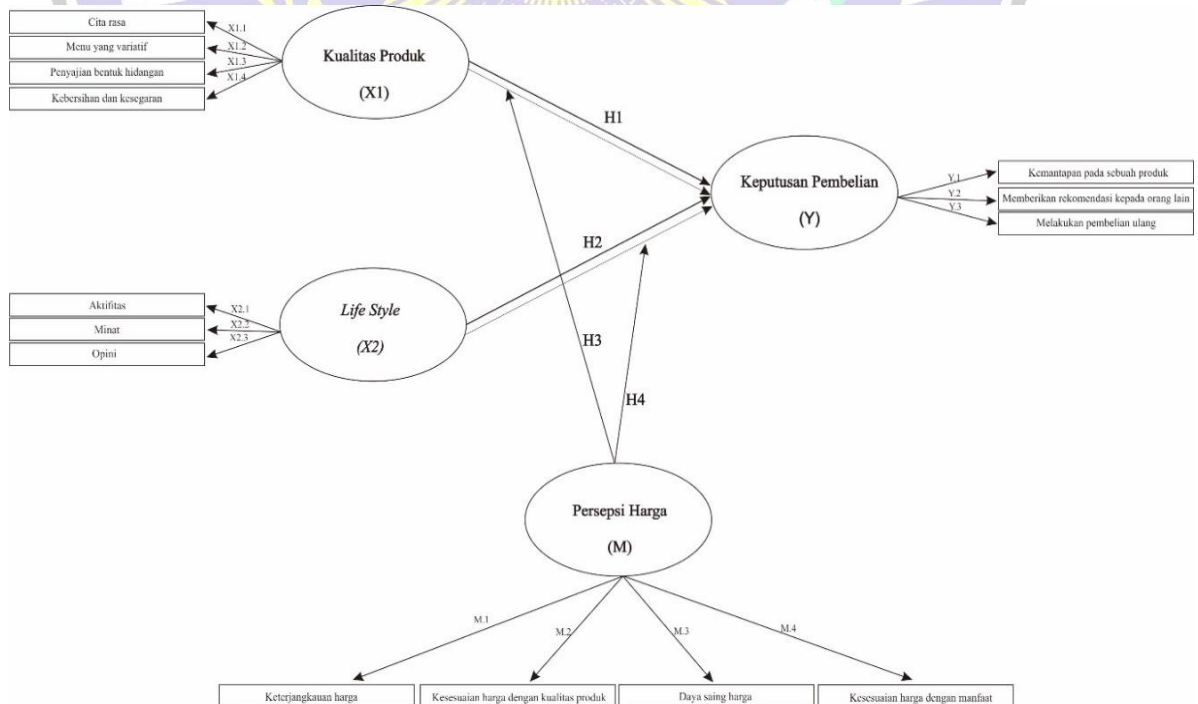 Cita rasa
Menu yang variatif
Penyajian bentuk hidangan
Kebersihan dan kesegaran
X1.1
X1.2
X1.3
X1.4
Kualitas Produk
(X1)
H1
Keputusan Pembelian
(Y)
Y.1
Y.2
Y.3
Kemantapan pada sebuah produk
Memberikan rekomendasi kepada orang lain
Melakukan pembelian ulang
Aktifitas
Minat
Opini
X2.1
X2.2
X2.3
Life Style
(X2)
H2
H3
H4
Persepsi Harga
(M)
M.1
M.2
M.3
M.4
Keterjangkauan harga
Kesesuaian harga dengan kualitas produk
Daya saing harga
Kesesuaian harga dengan manfaat